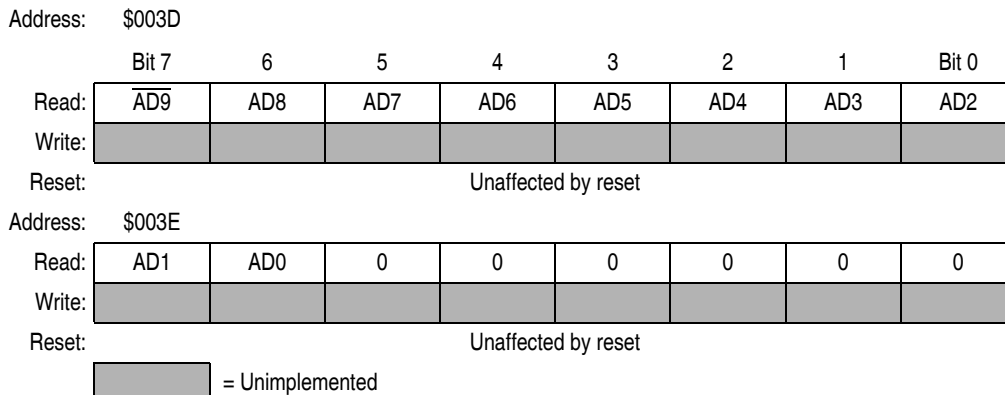 Address: $003D
Bit 7 6 5 4 3 2 1 Bit 0
Read: A̅D̅9̅ AD8 AD7 AD6 AD5 AD4 AD3 AD2
Write:
Reset: Unaffected by reset
Address: $003E
Read: AD1 AD0 0 0 0 0 0 0
Write:
Reset: Unaffected by reset
= Unimplemented